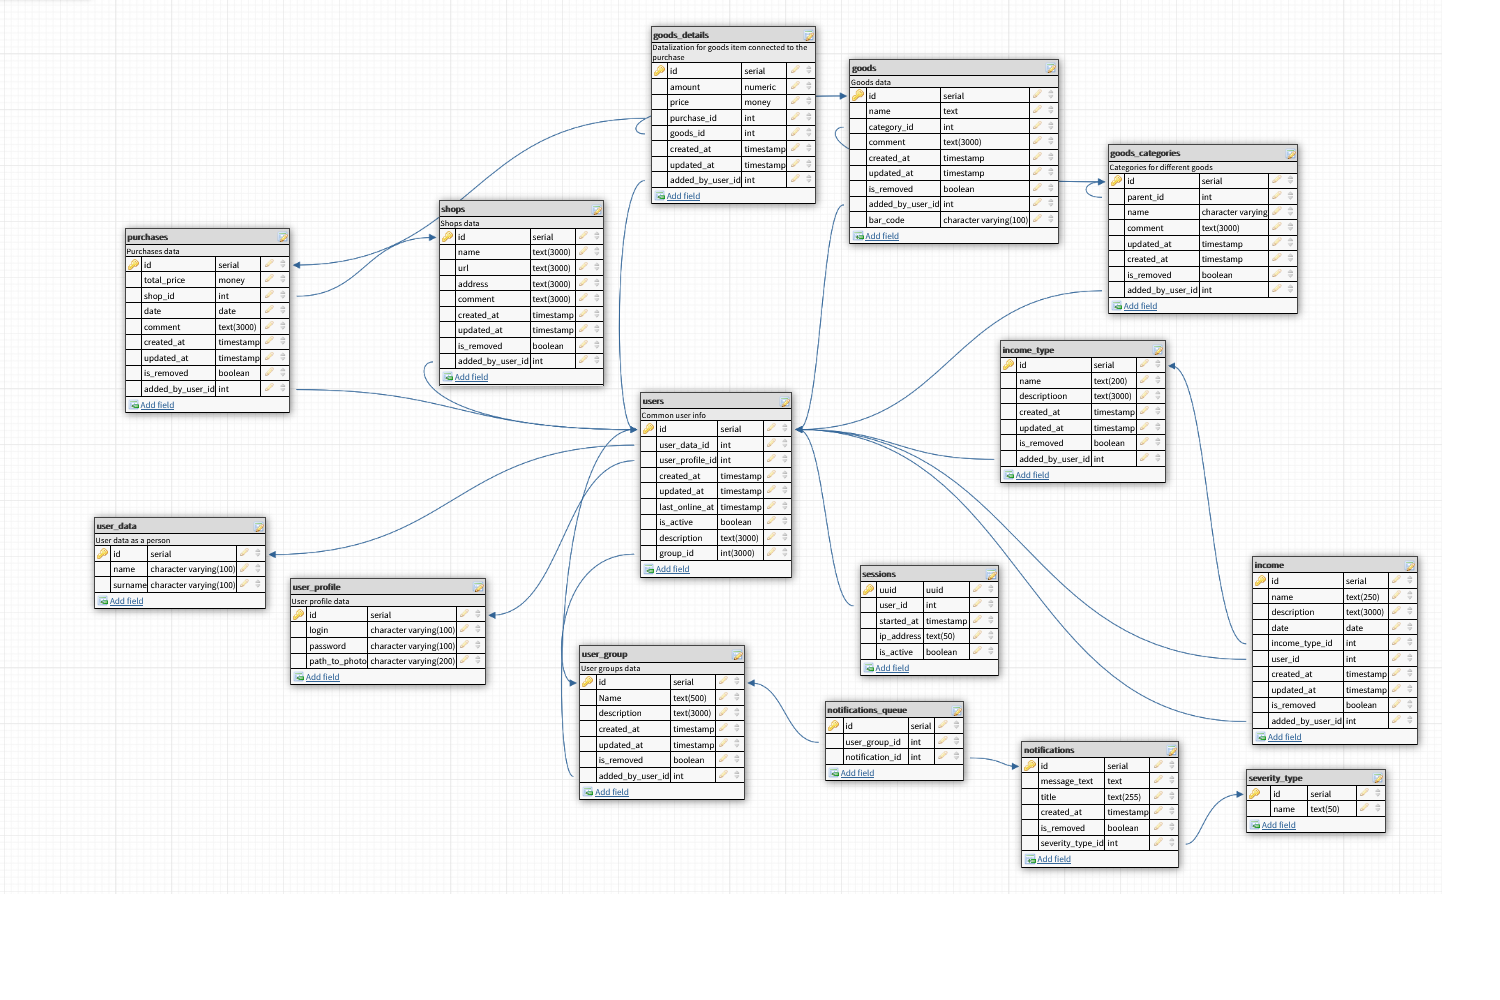 goods_details
Datalization for goods item connected to the
purchase
id serial
amount numeric
price money
purchase_id int
goods_id int
created_at timestamp
updated_at timestamp
added_by_user_id int
Add field
goods
Goods data
id serial
name text
category_id int
comment text(3000)
created_at timestamp
updated_at timestamp
is_removed boolean
added_by_user_id int
bar_code character varying(100)
Add field
goods_categories
Categories for different goods
id serial
parent_id int
name character varying
comment text(3000)
updated_at timestamp
created_at timestamp
is_removed boolean
added_by_user_id int
Add field
shops
Shops data
id serial
name text(3000)
url text(3000)
address text(3000)
comment text(3000)
created_at timestamp
updated_at timestamp
is_removed boolean
added_by_user_id int
Add field
purchases
Purchases data
id serial
total_price money
shop_id int
date date
comment text(3000)
created_at timestamp
updated_at timestamp
is_removed boolean
added_by_user_id int
Add field
income_type
id serial
name text(200)
descriptioon text(3000)
created_at timestamp
updated_at timestamp
is_removed boolean
added_by_user_id int
Add field
users
Common user info
id serial
user_data_id int
user_profile_id int
created_at timestamp
updated_at timestamp
last_online_at timestamp
is_active boolean
description text(3000)
group_id int(3000)
Add field
user_data
User data as a person
id serial
name character varying(100)
surname character varying(100)
Add field
user_profile
User profile data
id serial
login character varying(100)
password character varying(100)
path_to_photo character varying(200)
Add field
sessions
uuid uuid
user_id int
started_at timestamp
ip_address text(50)
is_active boolean
Add field
income
id serial
name text(250)
description text(3000)
date date
income_type_id int
user_id int
created_at timestamp
updated_at timestamp
is_removed boolean
added_by_user_id int
Add field
user_group
User groups data
id serial
Name text(500)
description text(3000)
created_at timestamp
updated_at timestamp
is_removed boolean
added_by_user_id int
Add field
notifications_queue
id serial
user_group_id int
notification_id int
Add field
notifications
id serial
message_text text
title text(255)
created_at timestamp
is_removed boolean
severity_type_id int
Add field
severity_type
id serial
name text(50)
Add field